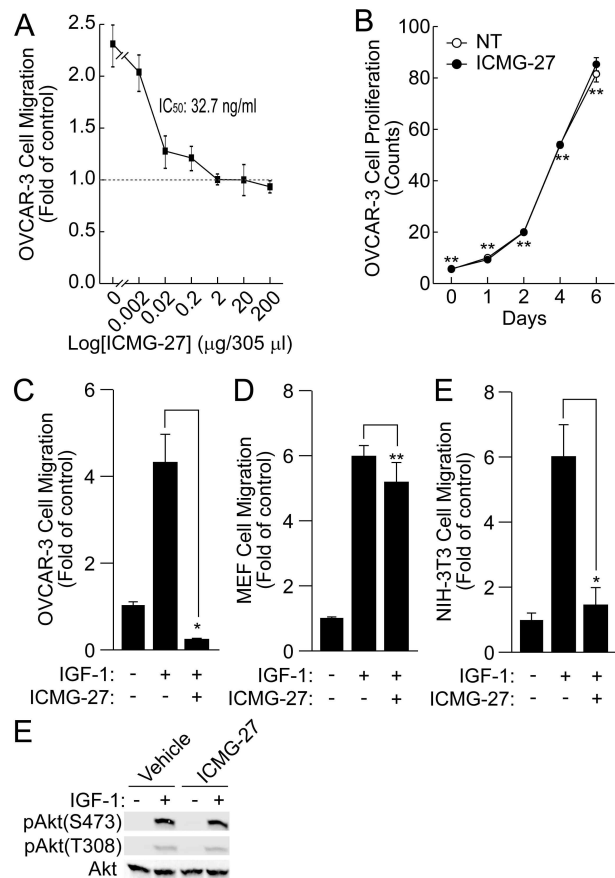 A
OVCAR-3 Cell Migration
(Fold of control)
2.5
2.0
1.5
1.0
0.5
0.0
IC50: 32.7 ng/ml
0
0.002
0.02
0.2
2
20
200
Log[ICMG-27] (µg/305 µl)
B
OVCAR-3 Cell Proliferation
(Counts)
100
80
60
40
20
0
NT
ICMG-27
** ** ** ** **
0 1 2 4 6
Days
C
OVCAR-3 Cell Migration
(Fold of control)
6
4
2
0
*
IGF-1: - + +
ICMG-27: - - +
D
MEF Cell Migration
(Fold of control)
8
6
4
2
0
**
- + +
ICMG-27: - - +
E
NIH-3T3 Cell Migration
(Fold of control)
8
6
4
2
0
*
IGF-1: - + +
ICMG-27: - - +
E
Vehicle
ICMG-27
IGF-1: - + - +
pAkt(S473)
pAkt(T308)
Akt